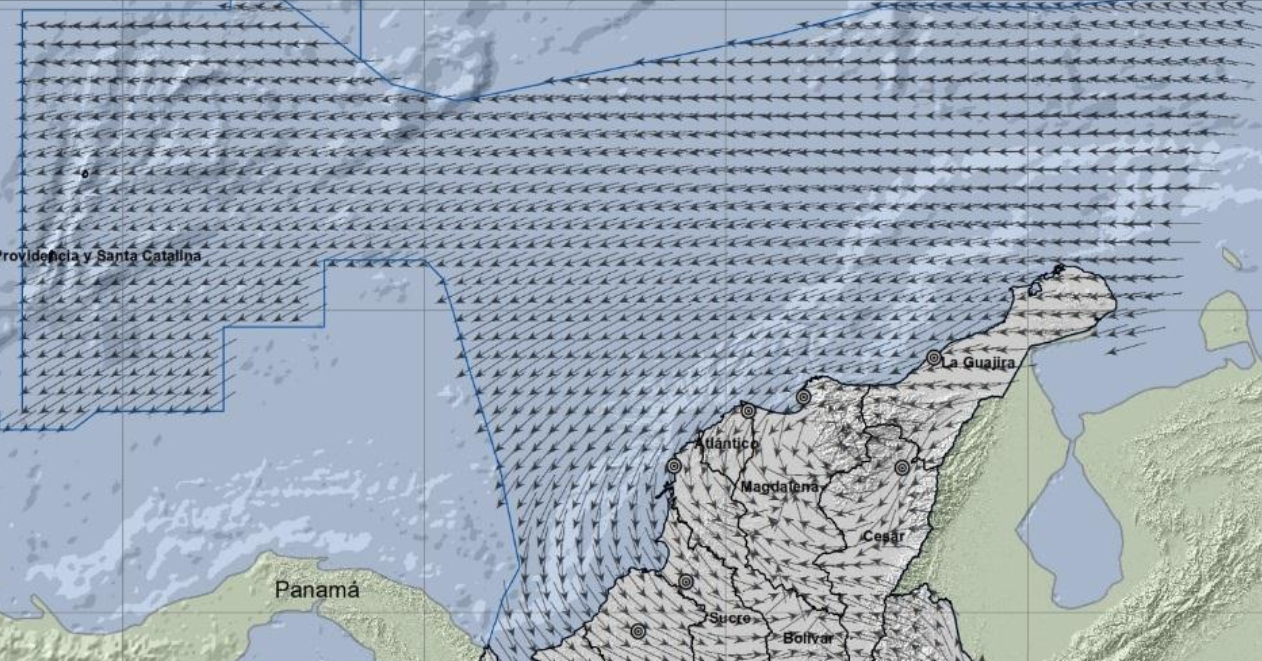 Providencia y Santa Catalina
La Guajira
Atlántico
Magdalena
Cesar
Panamá
Sucre
Bolívar